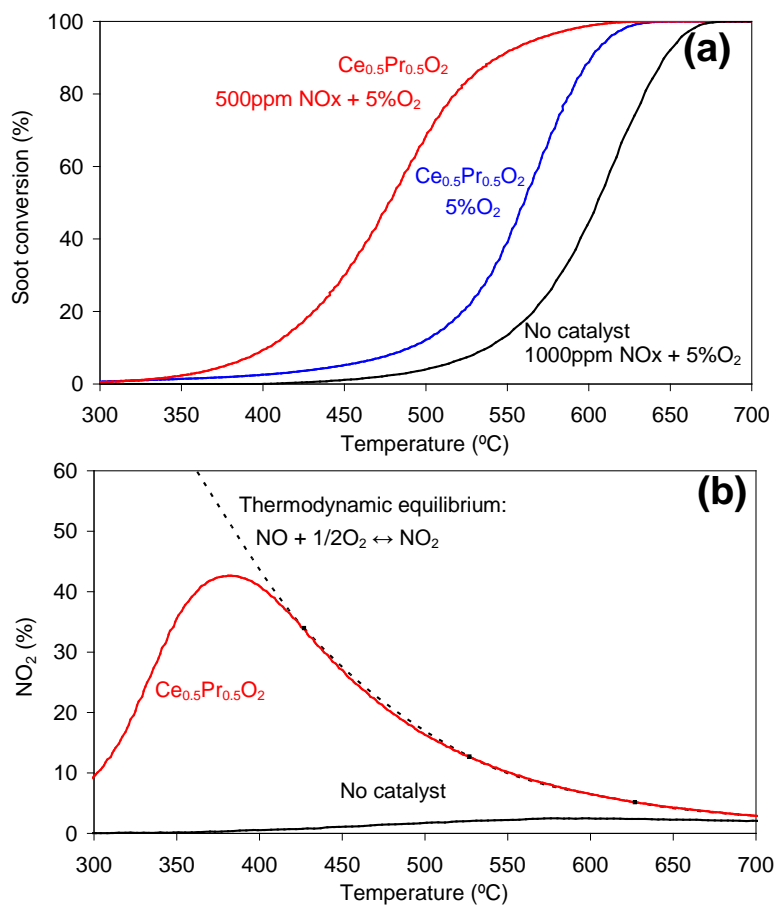 (a)
100
80
60
40
20
0
Soot conversion (%)
Ce₀.₅Pr₀.₅O₂
500ppm NOx + 5%O₂
Ce₀.₅Pr₀.₅O₂
5%O₂
No catalyst
1000ppm NOx + 5%O₂
300 350 400 450 500 550 600 650 700
Temperature (ºC)
(b)
60
50
40
30
20
10
0
NO₂ (%)
Thermodynamic equilibrium:
NO + 1/2O₂ ↔ NO₂
Ce₀.₅Pr₀.₅O₂
No catalyst
300 350 400 450 500 550 600 650 700
Temperature (ºC)